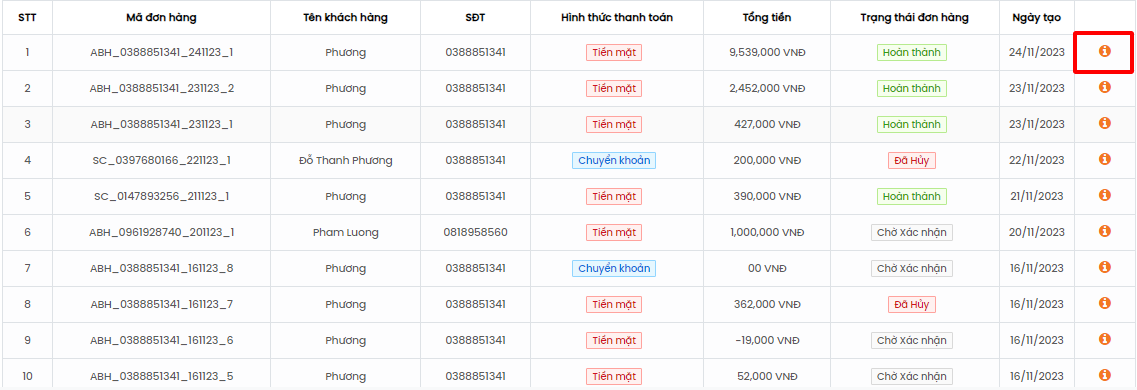 STT Mã đơn hàng Tên khách hàng SĐT Hình thức thanh toán Tổng tiền Trạng thái đơn hàng Ngày tạo
1 ABH_0388851341_241123_1 Phương 0388851341 Tiền mặt 9,539,000 VNĐ Hoàn thành 24/11/2023
2 ABH_0388851341_231123_2 Phương 0388851341 Tiền mặt 2,452,000 VNĐ Hoàn thành 23/11/2023
3 ABH_0388851341_231123_1 Phương 0388851341 Tiền mặt 427,000 VNĐ Hoàn thành 23/11/2023
4 SC_0397680166_221123_1 Đỗ Thanh Phương 0388851341 Chuyển khoản 200,000 VNĐ Đã Hủy 22/11/2023
5 SC_0147893256_211123_1 Phương 0388851341 Tiền mặt 390,000 VNĐ Hoàn thành 21/11/2023
6 ABH_0961928740_201123_1 Pham Luong 0818958560 Tiền mặt 1,000,000 VNĐ Chờ Xác nhận 20/11/2023
7 ABH_0388851341_161123_8 Phương 0388851341 Chuyển khoản 00 VNĐ Chờ Xác nhận 16/11/2023
8 ABH_0388851341_161123_7 Phương 0388851341 Tiền mặt 362,000 VNĐ Đã Hủy 16/11/2023
9 ABH_0388851341_161123_6 Phương 0388851341 Tiền mặt -19,000 VNĐ Chờ Xác nhận 16/11/2023
10 ABH_0388851341_161123_5 Phương 0388851341 Tiền mặt 52,000 VNĐ Chờ Xác nhận 16/11/2023